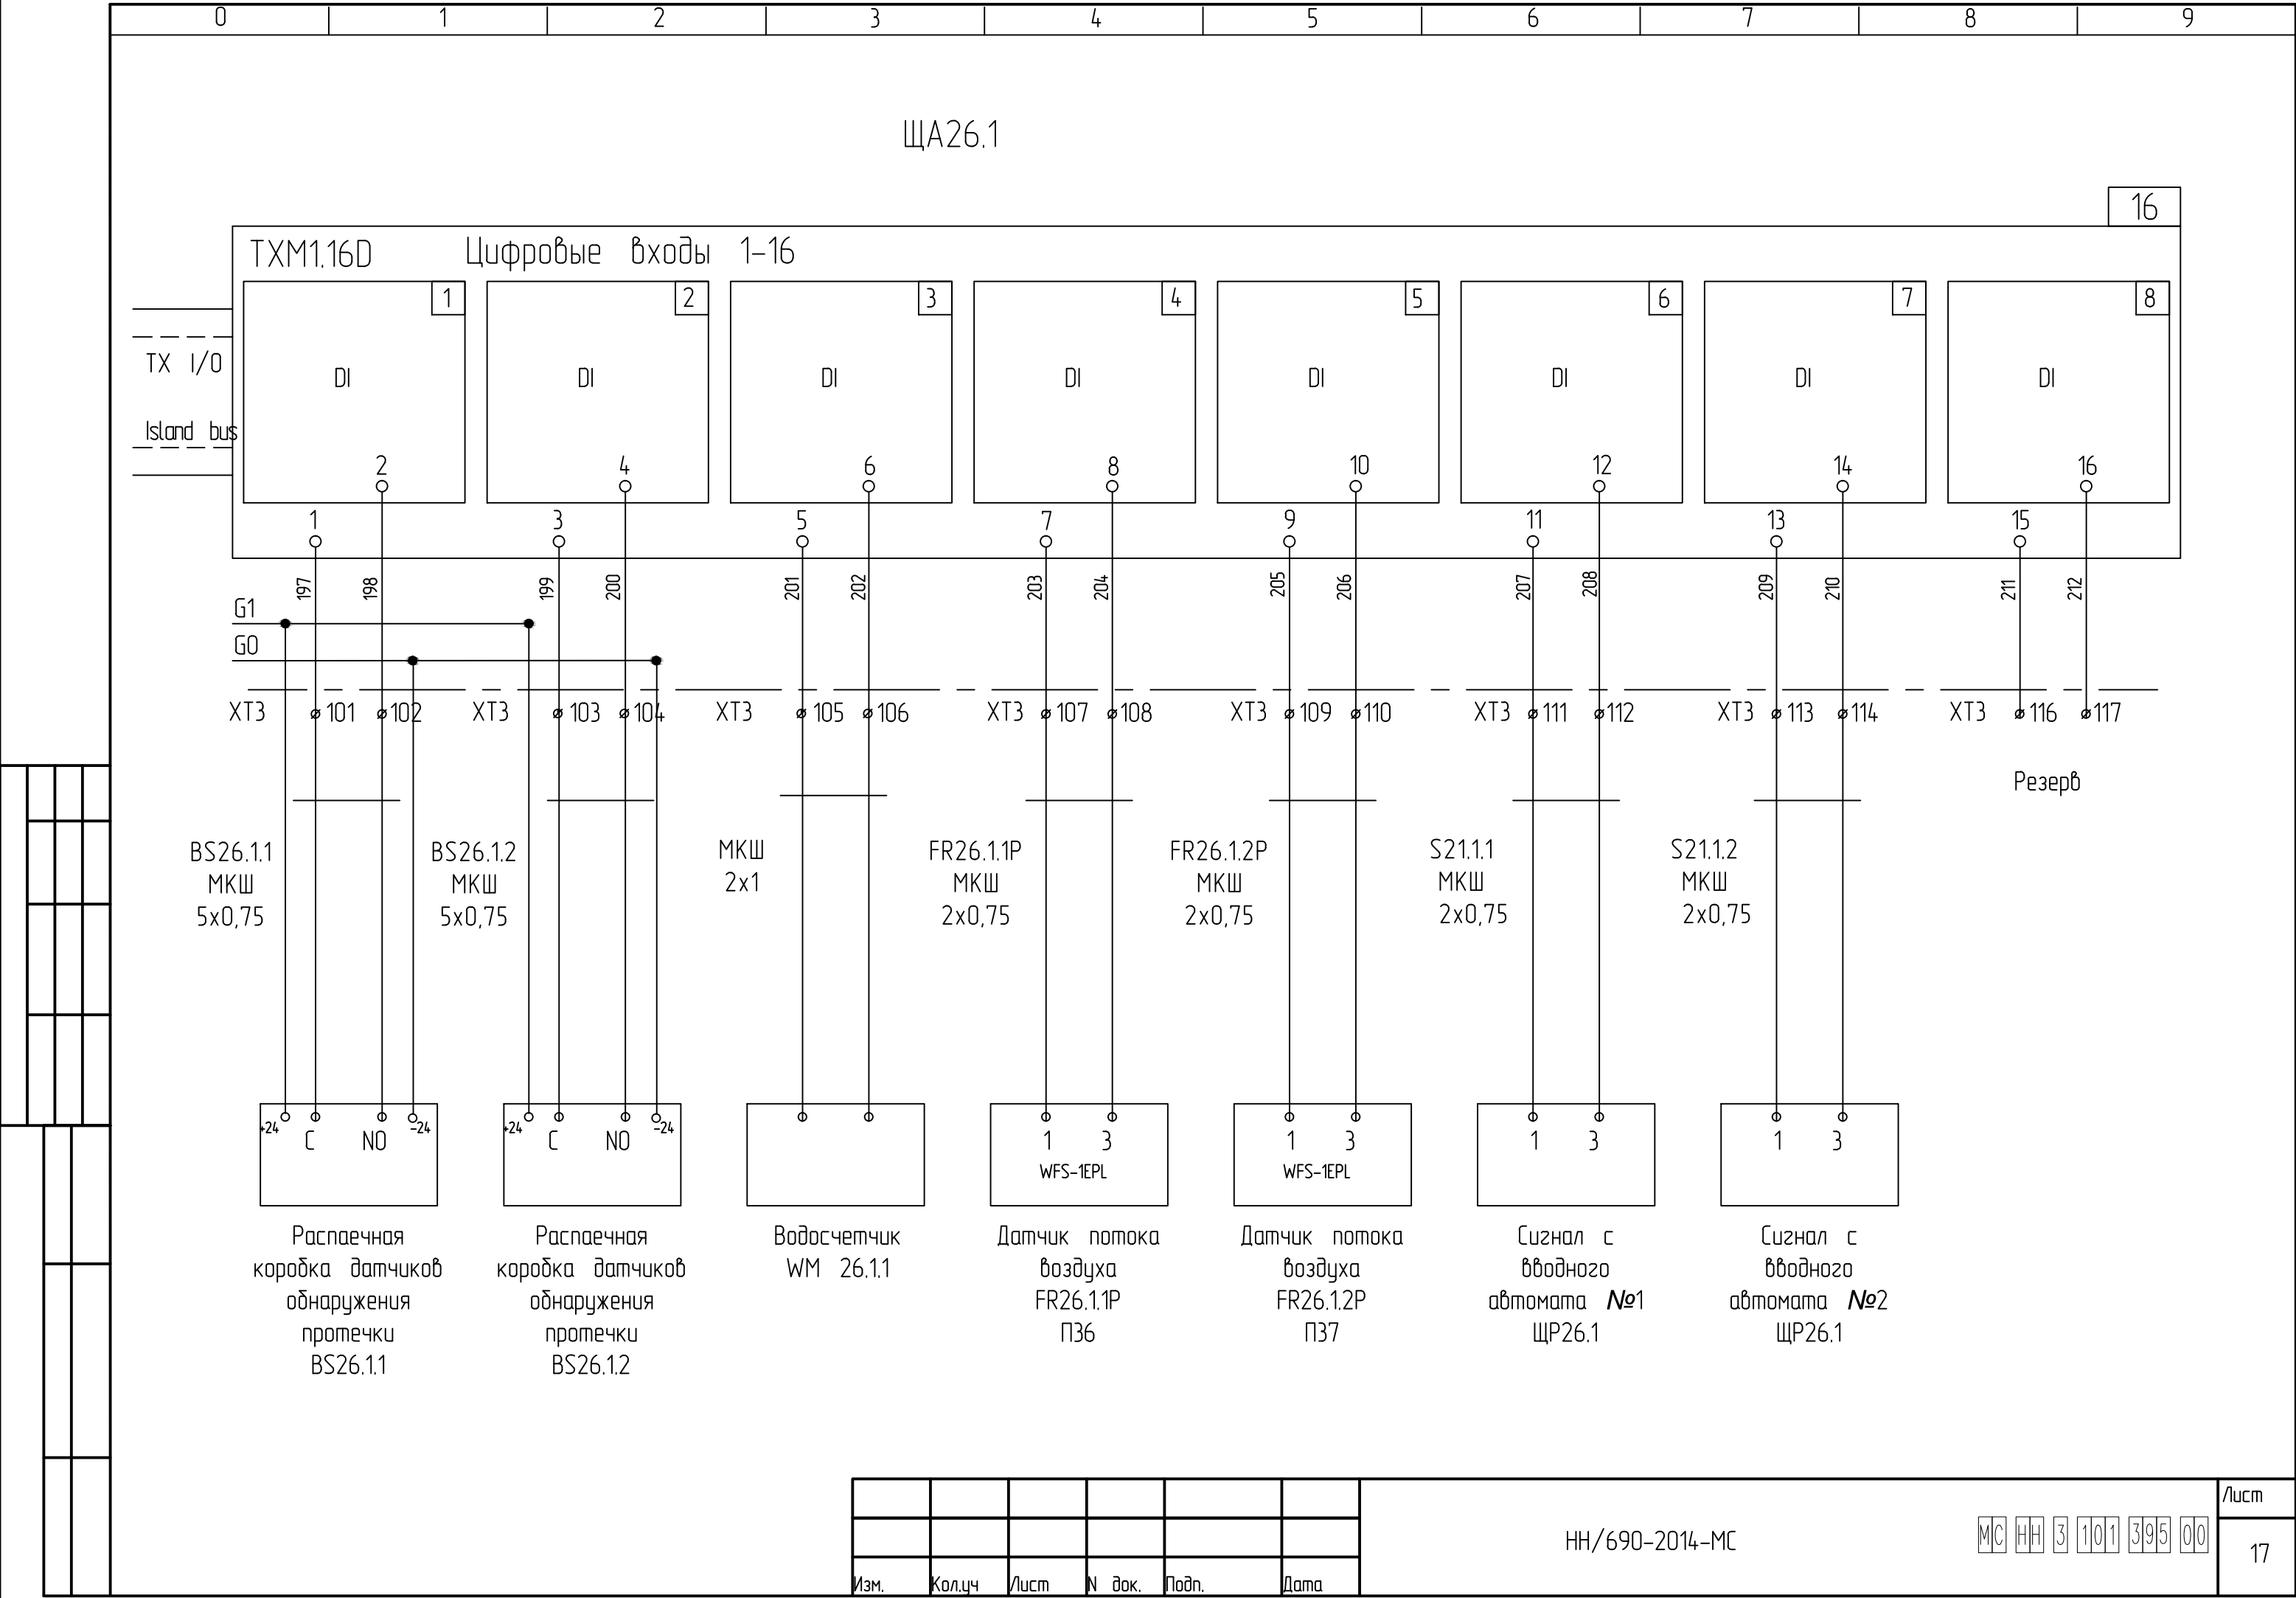 0 1 2 3 4 5 6 7 8 9
ЩА26.1
16
TXM1.16D Цифровые входы 1-16
1 2 3 4 5 6 7 8
TX I/O
DI DI DI DI DI DI DI DI
Island bus
2 4 6 8 10 12 14 16
1 3 5 7 9 11 13 15
197 198 199 200 201 202 203 204 205 206 207 208 209 210 211 212
G1
G0
XT3 101 102 XT3 103 104 XT3 105 106 XT3 107 108 XT3 109 110 XT3 111 112 XT3 113 114 XT3 116 117
Резерв
BS26.1.1
МКШ
5х0,75
BS26.1.2
МКШ
5х0,75
МКШ
2х1
FR26.1.1P
МКШ
2х0,75
FR26.1.2P
МКШ
2х0,75
S21.1.1
МКШ
2х0,75
S21.1.2
МКШ
2х0,75
+24 C NO -24
+24 C NO -24
1 3
WFS-1EPL
1 3
WFS-1EPL
1 3
1 3
Распаечная
коробка датчиков
обнаружения
протечки
BS26.1.1
Распаечная
коробка датчиков
обнаружения
протечки
BS26.1.2
Водосчетчик
WM 26.1.1
Датчик потока
воздуха
FR26.1.1P
П36
Датчик потока
воздуха
FR26.1.2P
П37
Сигнал с
вводного
автомата №1
ЩР26.1
Сигнал с
вводного
автомата №2
ЩР26.1
Изм. Кол.уч Лист N док. Подп. Дата
НН/690-2014-МС
МС НН 3 101 395 00
Лист
17